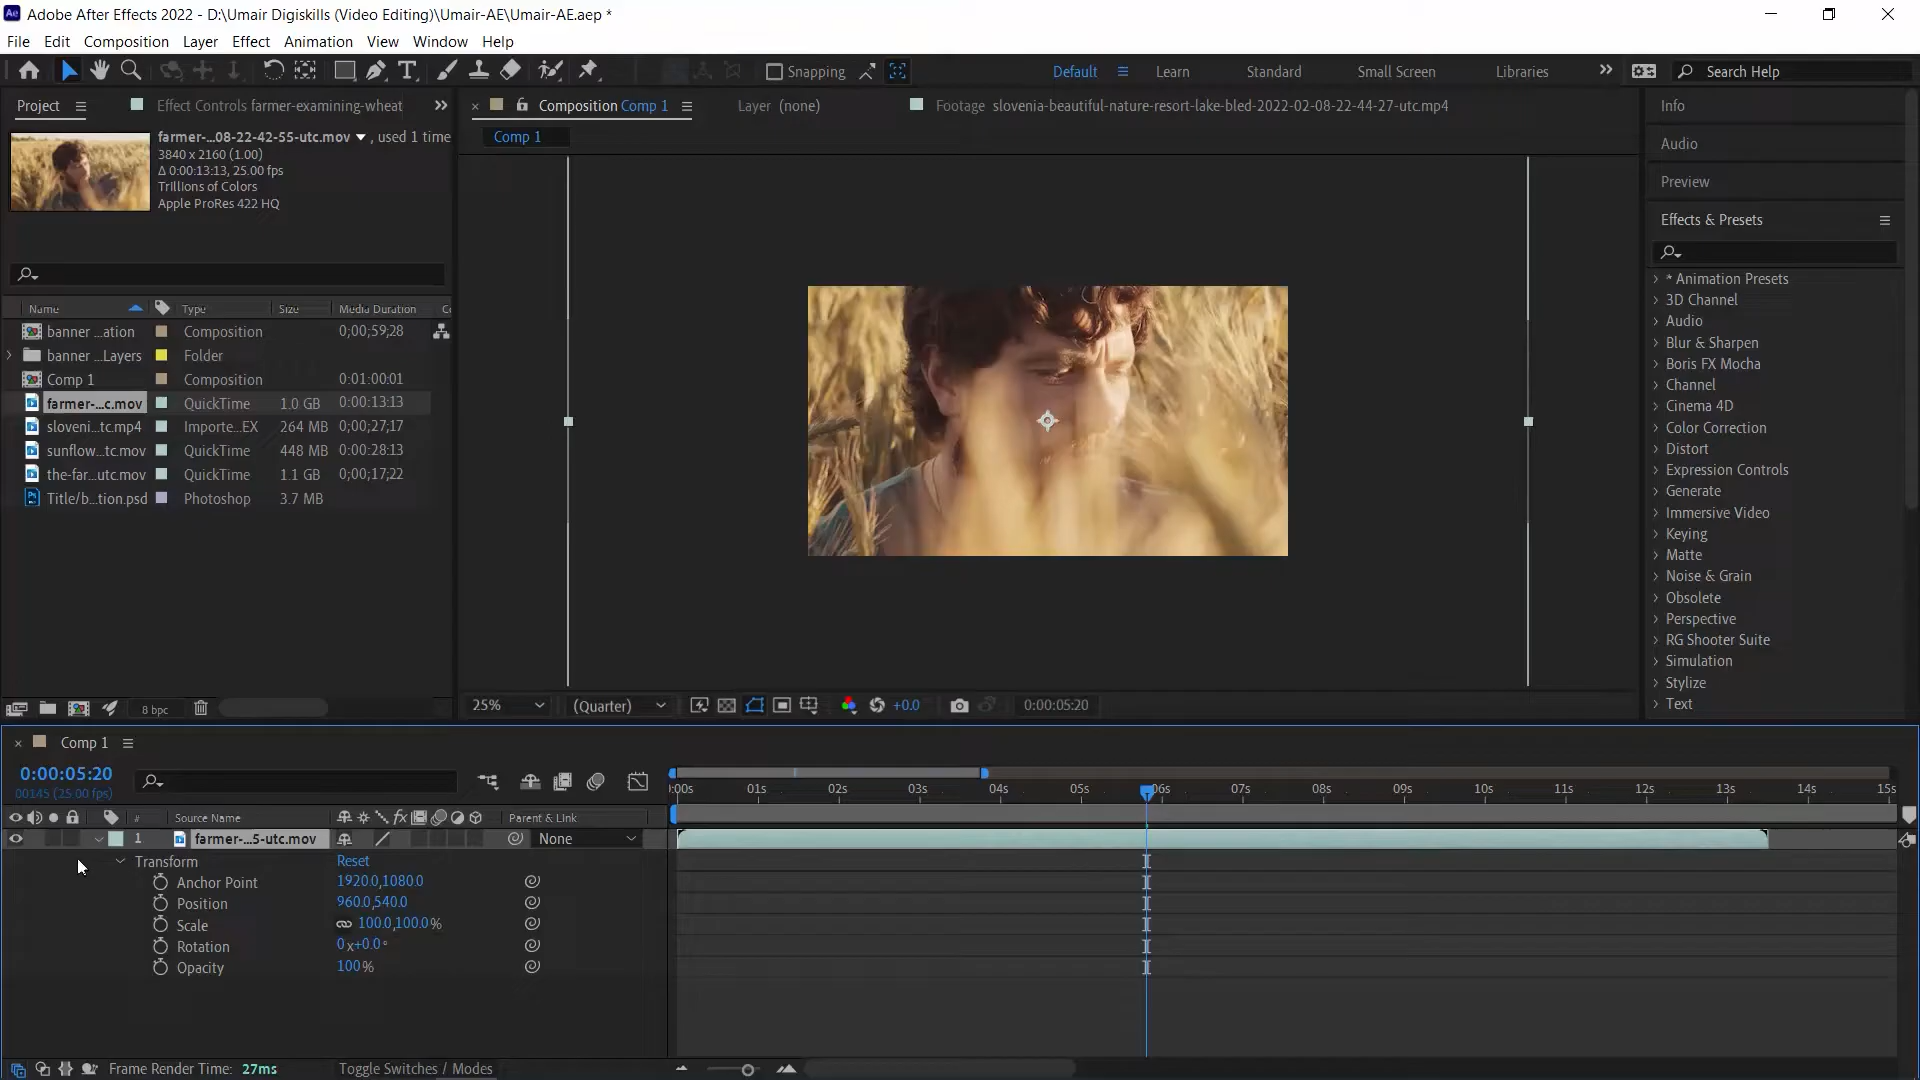 Adobe After Effects 2022 - D:\Umair Digiskills (Video Editing)\Umair-AE\Umair-AE.aep *
File Edit Composition Layer Effect Animation View Window Help
Snapping
Default Learn Standard Small Screen Libraries Search Help
Project Effect Controls farmer-examining-wheat
farmer-...08-22-42-55-utc.mov , used 1 time
3840 x 2160 (1.00)
Δ 0:00:13:13, 25.00 fps
Trillions of Colors
Apple ProRes 422 HQ
Name Type Size Media Duration
banner ...ation Composition 0;00;59;28
banner ...Layers Folder
Comp 1 Composition 0:01:00:01
farmer-...c.mov QuickTime 1.0 GB 0:00:13:13
sloveni...tc.mp4 Importe...EX 264 MB 0;00;27;17
sunflow...tc.mov QuickTime 448 MB 0:00:28:13
the-far...utc.mov QuickTime 1.1 GB 0;00;17;22
Title/b...tion.psd Photoshop 3.7 MB
8 bpc
Composition Comp 1 Layer (none) Footage slovenia-beautiful-nature-resort-lake-bled-2022-02-08-22-44-27-utc.mp4
Comp 1
25% (Quarter) +0.0 0:00:05:20
Info
Audio
Preview
Effects & Presets
* Animation Presets
3D Channel
Audio
Blur & Sharpen
Boris FX Mocha
Channel
Cinema 4D
Color Correction
Distort
Expression Controls
Generate
Immersive Video
Keying
Matte
Noise & Grain
Obsolete
Perspective
RG Shooter Suite
Simulation
Stylize
Text
Comp 1
0:00:05:20
00145 (25.00 fps)
:00s 01s 02s 03s 04s 05s 06s 07s 08s 09s 10s 11s 12s 13s 14s 15s
# Source Name Parent & Link
1 farmer-...5-utc.mov None
Transform Reset
Anchor Point 1920.0,1080.0
Position 960.0,540.0
Scale 100.0,100.0%
Rotation 0x+0.0°
Opacity 100%
Frame Render Time: 27ms Toggle Switches / Modes